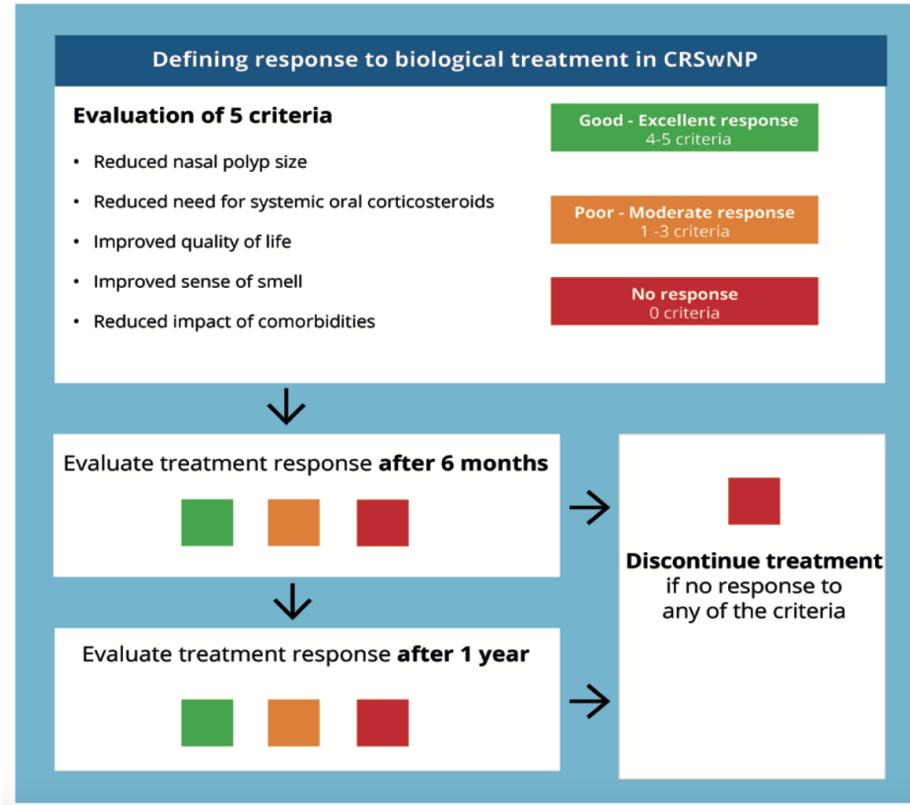 Defining response to biological treatment in CRSwNP
Evaluation of 5 criteria
• Reduced nasal polyp size
• Reduced need for systemic oral corticosteroids
• Improved quality of life
• Improved sense of smell
• Reduced impact of comorbidities
Good - Excellent response
4-5 criteria
Poor - Moderate response
1 -3 criteria
No response
0 criteria
Evaluate treatment response after 6 months
Discontinue treatment
if no response to
any of the criteria
Evaluate treatment response after 1 year